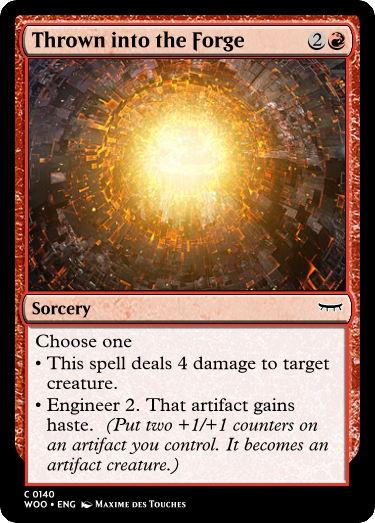 Thrown into the Forge 2
Sorcery
Choose one
• This spell deals 4 damage to target
creature.
• Engineer 2. That artifact gains
haste. (Put two +1/+1 counters on
an artifact you control. It becomes an
artifact creature.)
C 0140
WOO • ENG Maxime des Touches